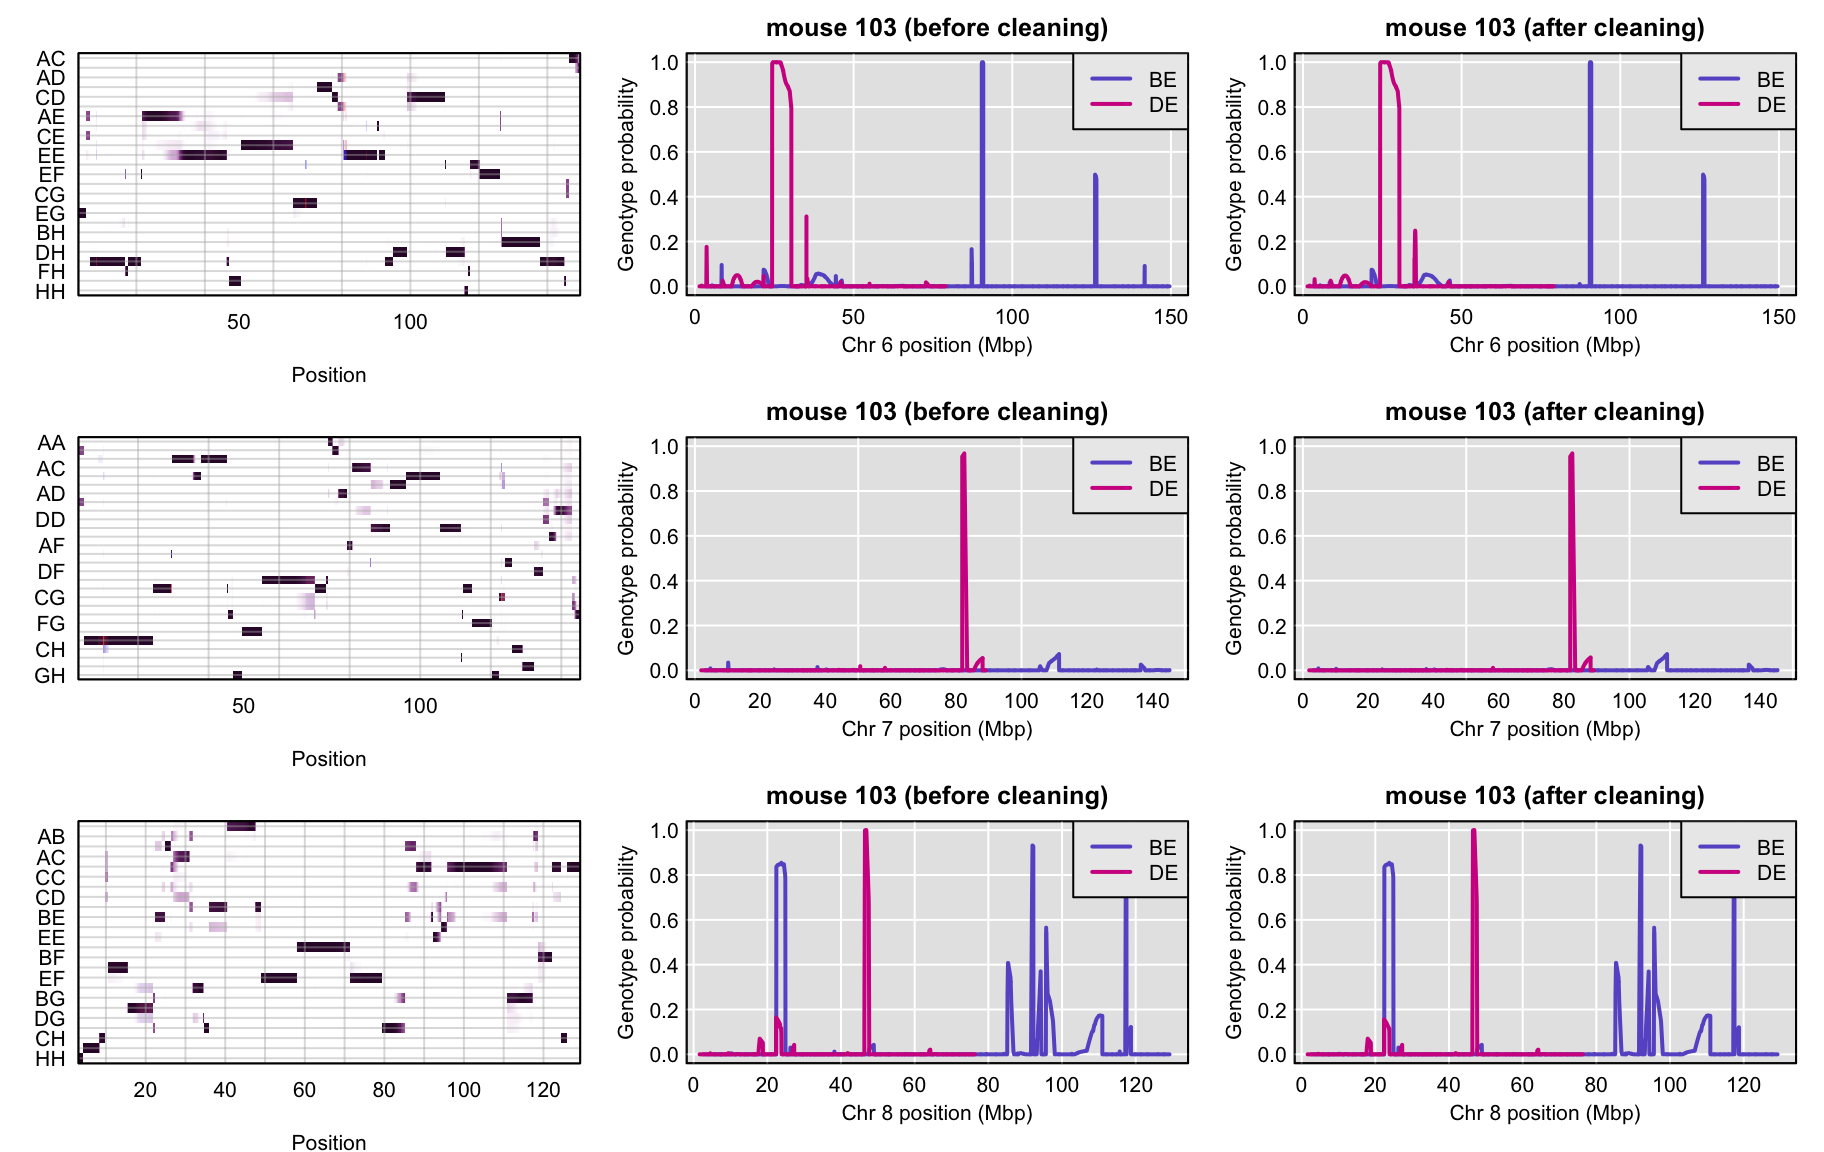 AC
AD
CD
AE
CE
EE
EF
CG
EG
BH
DH
FH
HH
50 100
Position
mouse 103 (before cleaning)
Genotype probability
1.0
0.8
0.6
0.4
0.2
0.0
0 50 100 150
Chr 6 position (Mbp)
BE
DE
mouse 103 (after cleaning)
Genotype probability
1.0
0.8
0.6
0.4
0.2
0.0
0 50 100 150
Chr 6 position (Mbp)
BE
DE
AA
AC
AD
DD
AF
DF
CG
FG
CH
GH
50 100
Position
mouse 103 (before cleaning)
Genotype probability
1.0
0.8
0.6
0.4
0.2
0.0
0 20 40 60 80 100 120 140
Chr 7 position (Mbp)
BE
DE
mouse 103 (after cleaning)
Genotype probability
1.0
0.8
0.6
0.4
0.2
0.0
0 20 40 60 80 100 120 140
Chr 7 position (Mbp)
BE
DE
AB
AC
CC
CD
BE
EE
BF
EF
BG
DG
CH
HH
20 40 60 80 100 120
Position
mouse 103 (before cleaning)
Genotype probability
1.0
0.8
0.6
0.4
0.2
0.0
0 20 40 60 80 100 120
Chr 8 position (Mbp)
BE
DE
mouse 103 (after cleaning)
Genotype probability
1.0
0.8
0.6
0.4
0.2
0.0
0 20 40 60 80 100 120
Chr 8 position (Mbp)
BE
DE